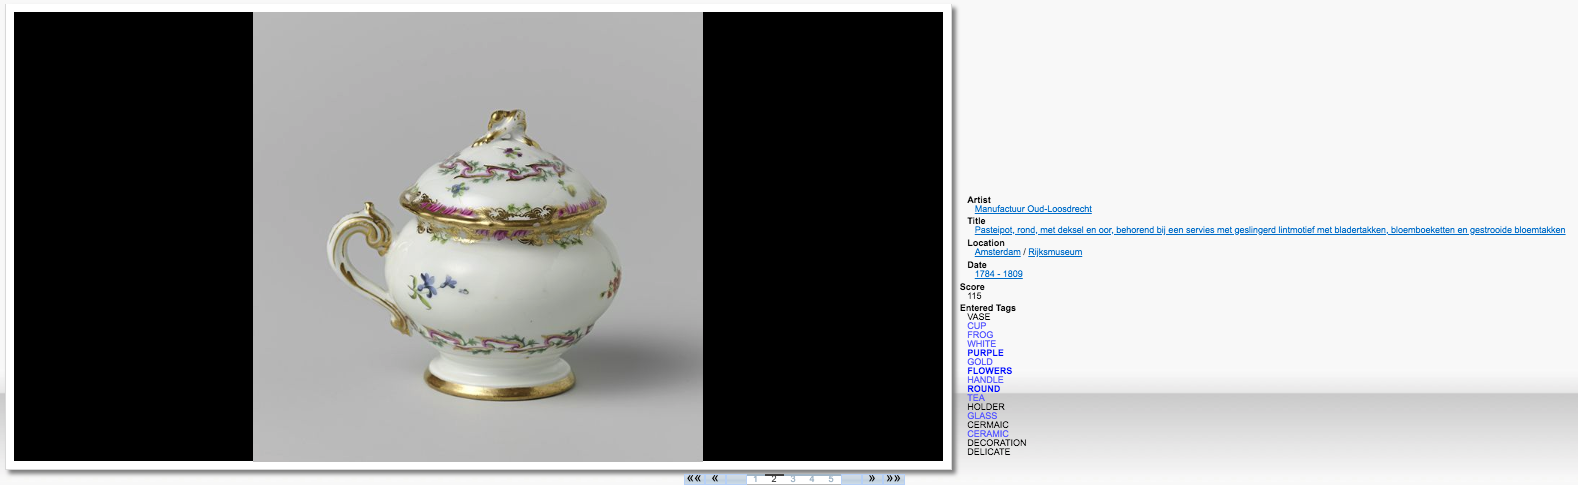 Artist
Manufactuur Oud-Loosdrecht
Title
Pasteipot, rond, met deksel en oor, behorend bij een servies met geslingerd lintmotief met bladertakken, bloemboeketten en gestrooide bloemtakken
Location
Amsterdam / Rijksmuseum
Date
1784 - 1809
Score
115
Entered Tags
VASE
CUP
FROG
WHITE
PURPLE
GOLD
FLOWERS
HANDLE
ROUND
TEA
HOLDER
GLASS
CERMAIC
CERAMIC
DECORATION
DELICATE
«« « 1 2 3 4 5 » »»